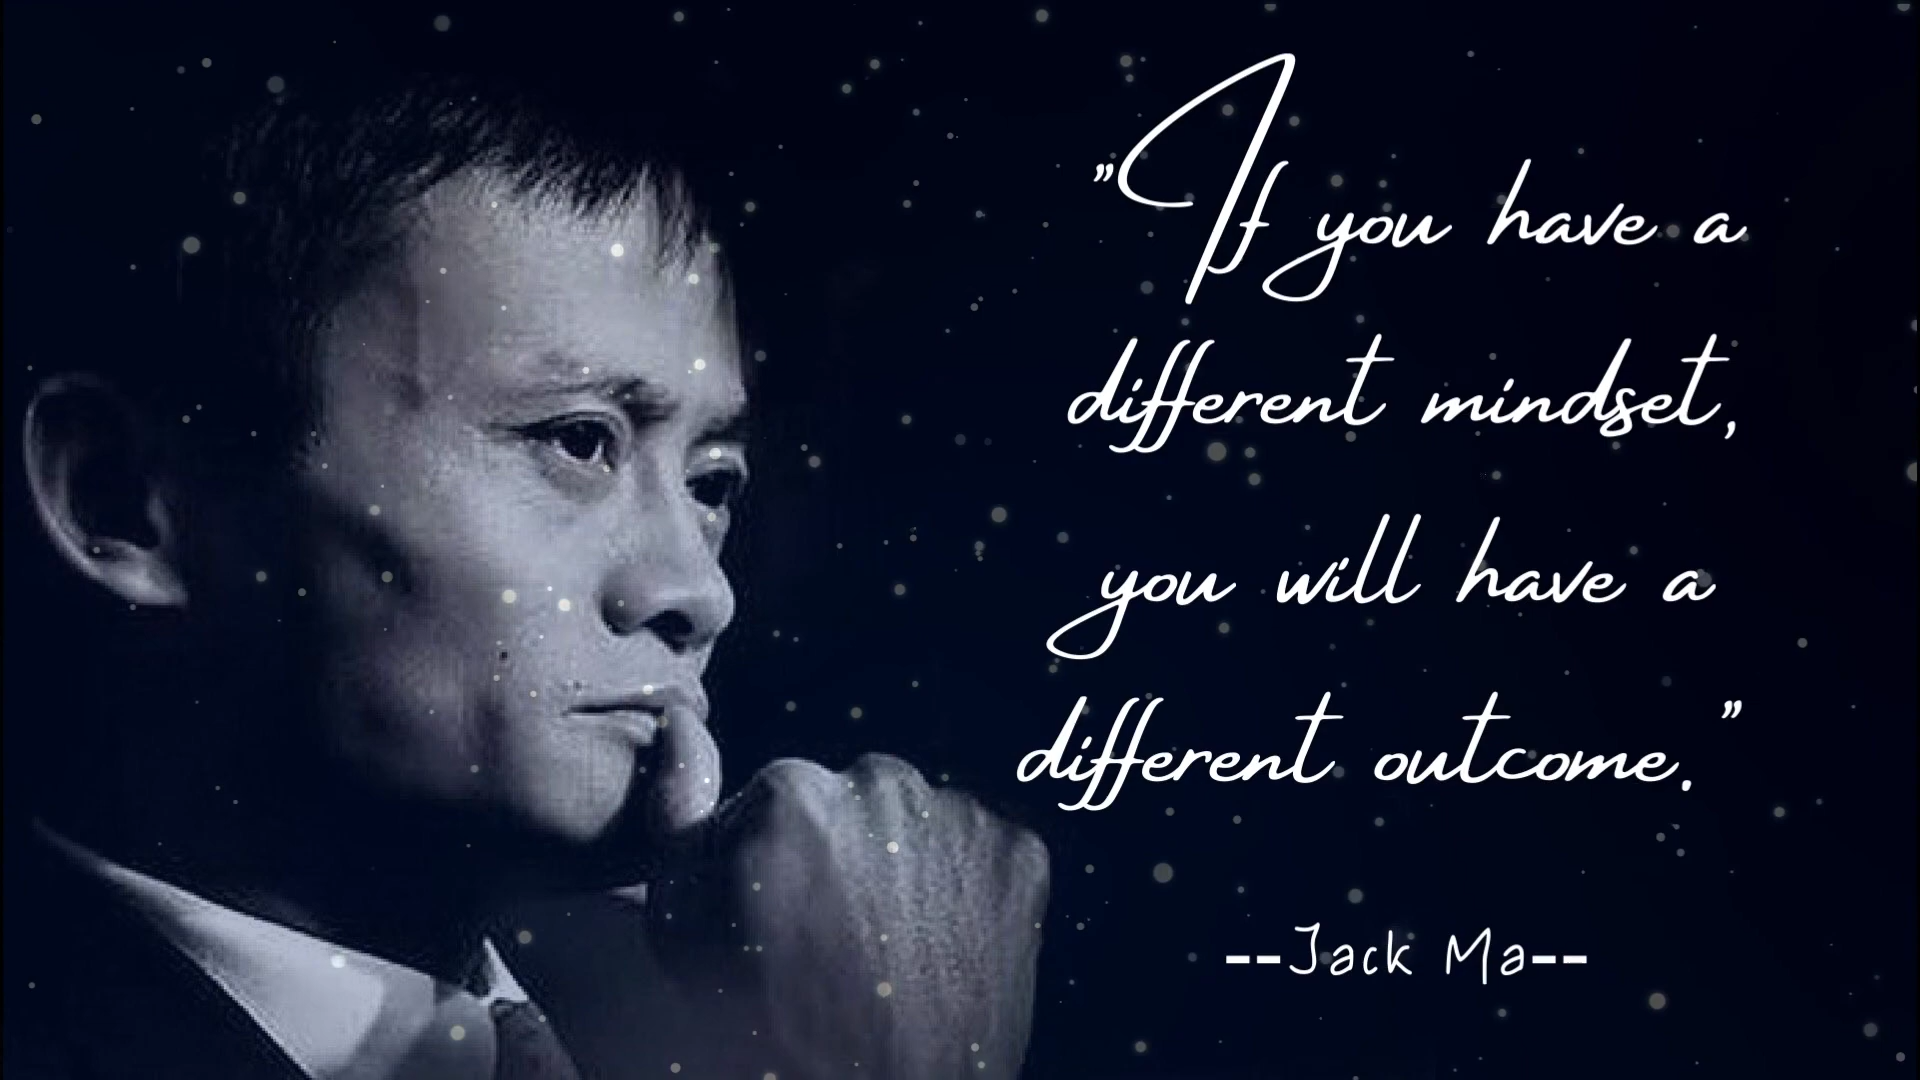 "If you have a
different mindset,
you will have a
different outcome."
--Jack Ma--